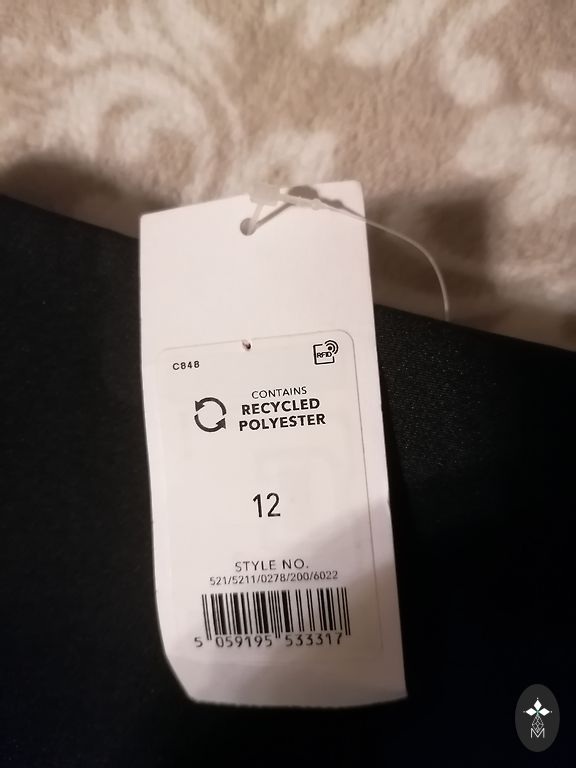 C848
RFID
CONTAINS
RECYCLED
POLYESTER
12
STYLE NO.
521/5211/0278/200/6022
5 059195 533317
M